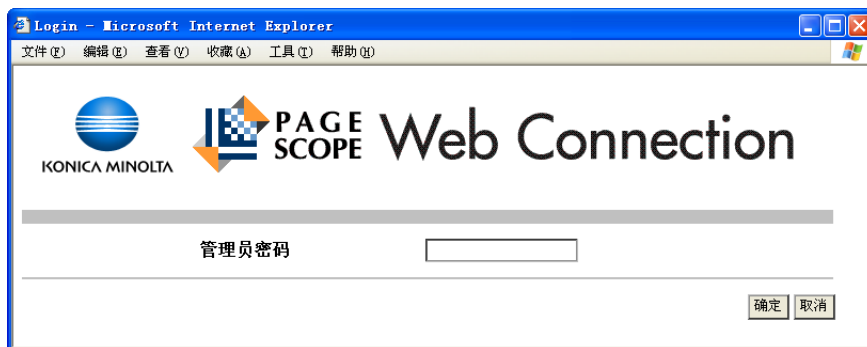 Login - Microsoft Internet Explorer
文件(F) 编辑(E) 查看(V) 收藏(A) 工具(T) 帮助(H)
KONICA MINOLTA
PAGE SCOPE Web Connection
管理员密码
确定 取消